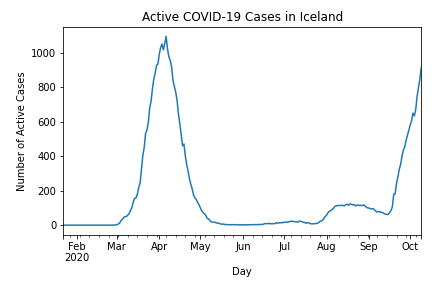 Active COVID-19 Cases in Iceland
Number of Active Cases
1000
800
600
400
200
0
Feb Mar Apr May Jun Jul Aug Sep Oct
2020
Day